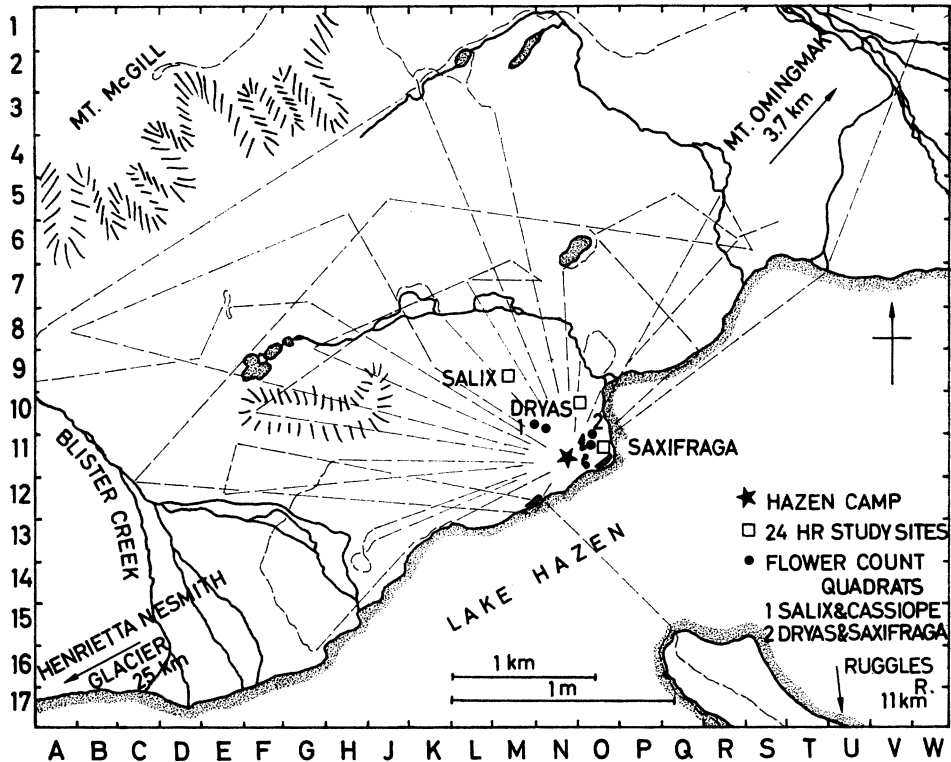 1
2
3
4
5
6
7
8
9
10
11
12
13
14
15
16
17
MT. McGILL
MT. OMINGMAK
3.7 km
SALIX
DRYAS
1
2
SAXIFRAGA
BLISTER CREEK
HENRIETTA NESMITH
GLACIER
25 km
LAKE HAZEN
HAZEN CAMP
24 HR STUDY SITES
FLOWER COUNT
QUADRATS
1 SALIX&CASSIOPE
2 DRYAS&SAXIFRAGA
1 km
1 m
RUGGLES
R.
11km
A B C D E F G H J K L M N O P Q R S T U V W